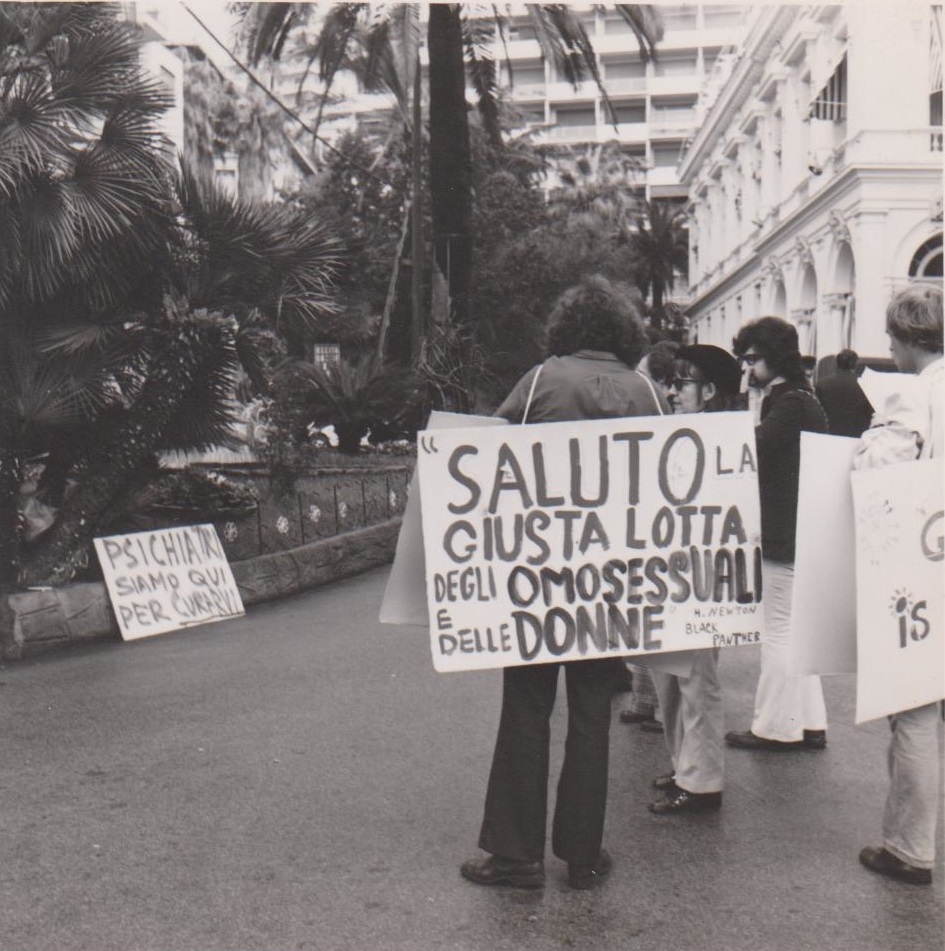 PSICHIATRI
SIAMO QUI
PER CURARVI
“SALUTO LA
GIUSTA LOTTA
DEGLI OMOSESSUALI
E
DELLE DONNE”
H. NEWTON
BLACK
PANTHER
G
is